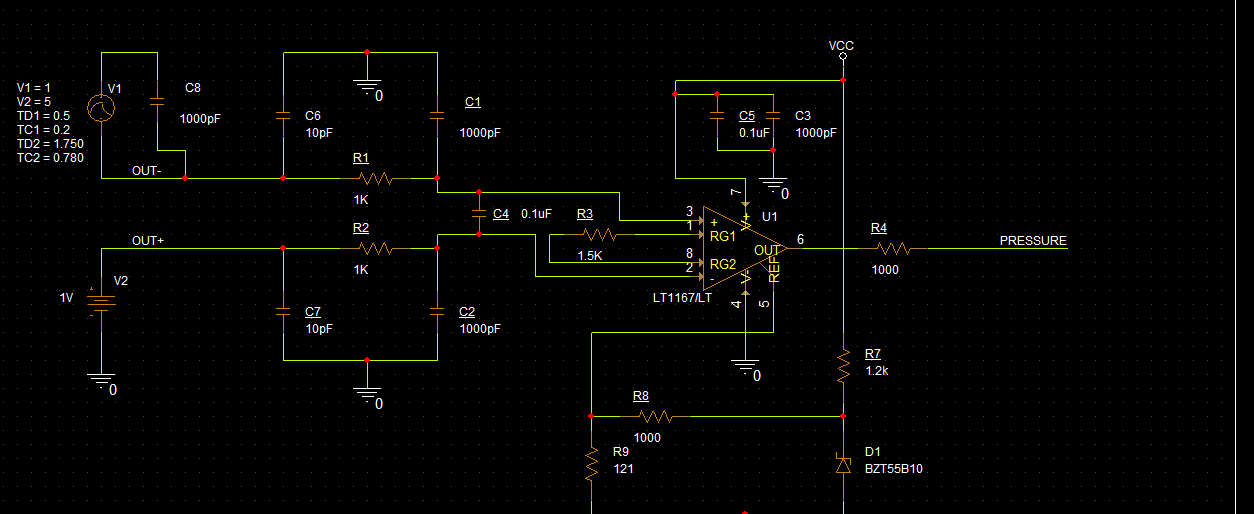 VCC
V1 = 1
V2 = 5
TD1 = 0.5
TC1 = 0.2
TD2 = 1.750
TC2 = 0.780
V1
C8
1000pF
0
C6
10pF
C1
1000pF
C5
0.1uF
C3
1000pF
0
OUT-
R1
1K
C4
0.1uF
R3
1.5K
7
U1
3
1
8
2
+
RG1
RG2
-
V+
V-
OUT
REF
6
4
5
LT1167/LT
R4
1000
PRESSURE
OUT+
R2
1K
V2
1V
0
C7
10pF
C2
1000pF
0
0
R7
1.2k
R8
1000
R9
121
D1
BZT55B10